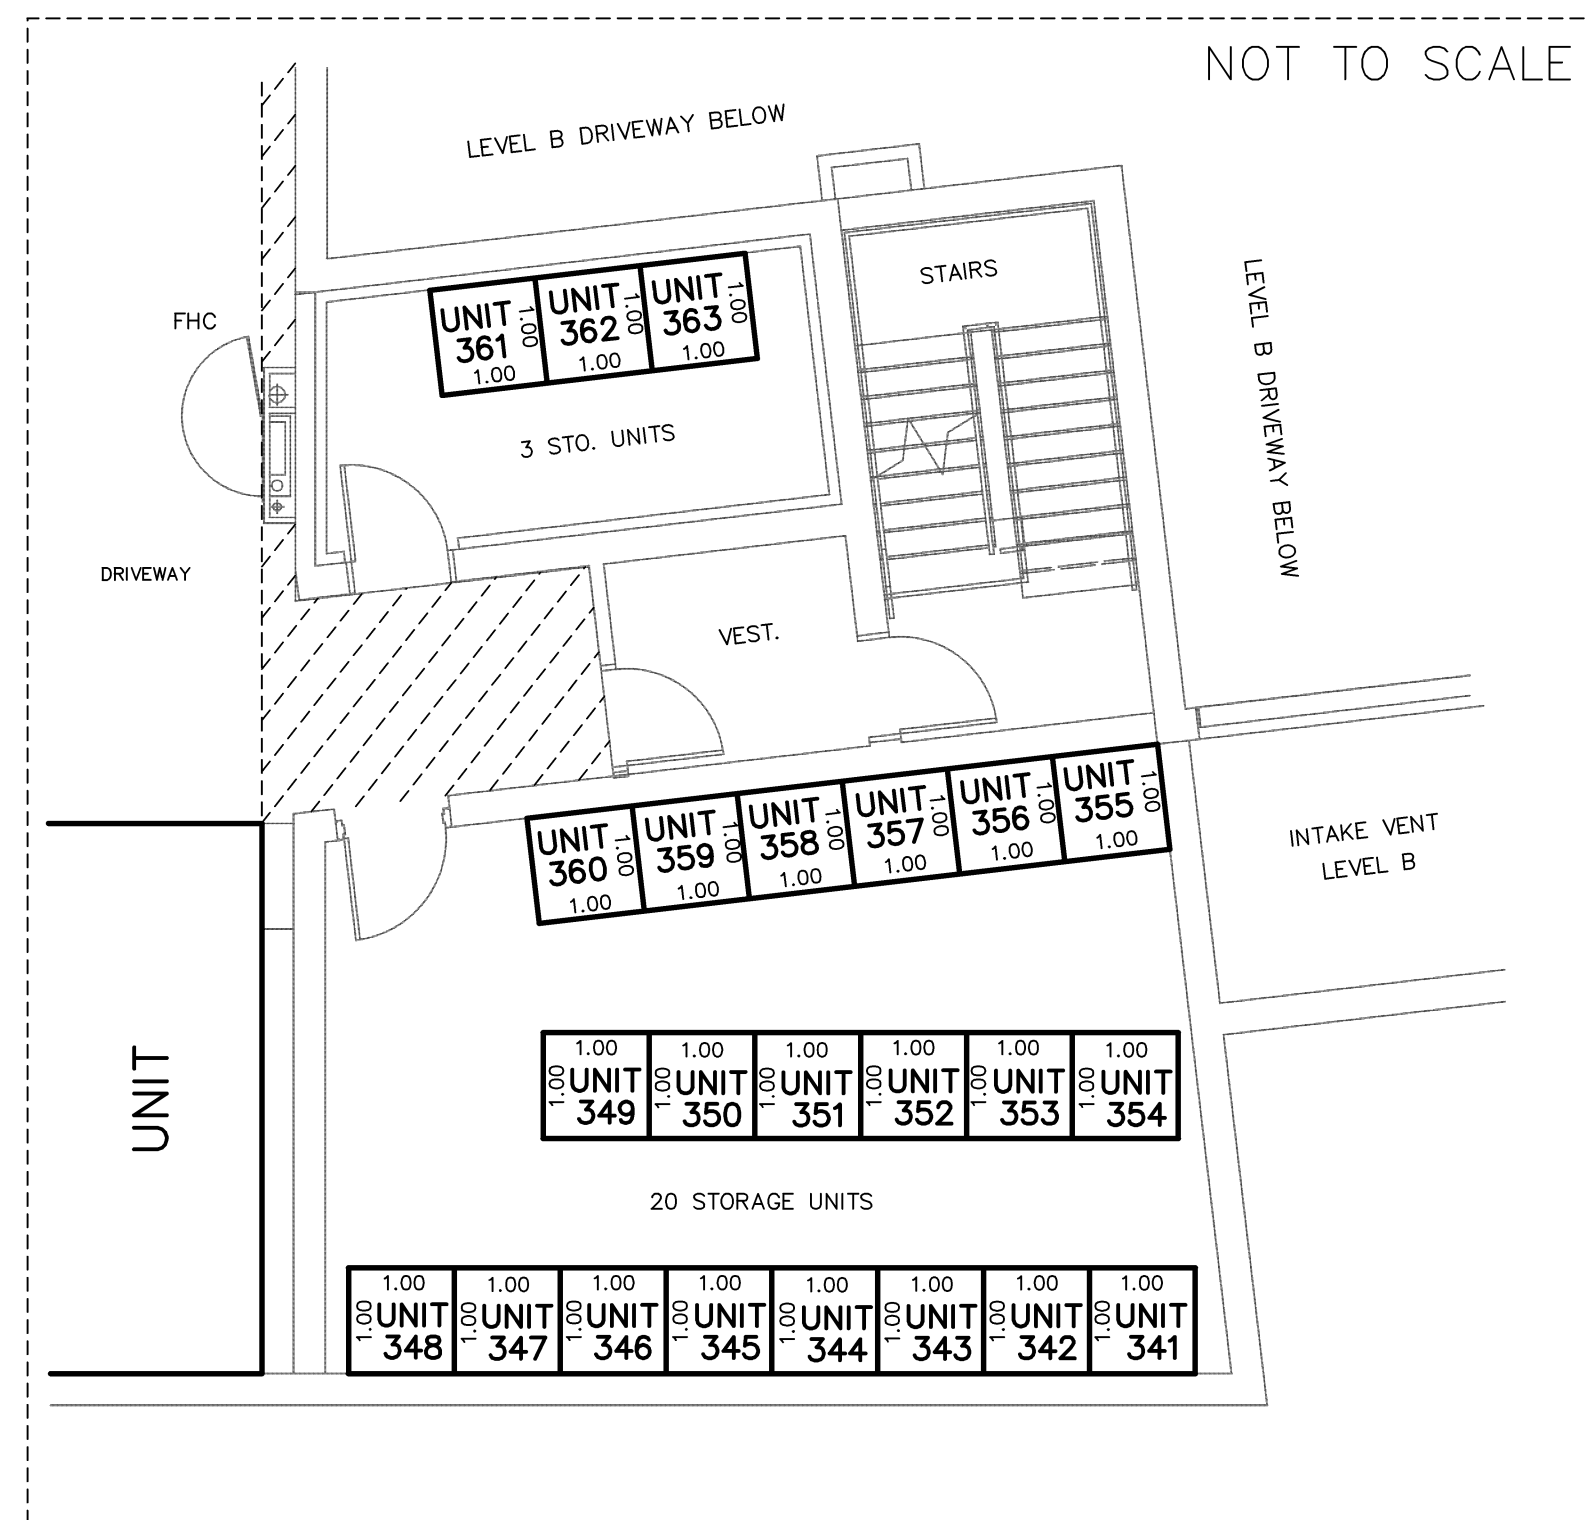 NOT TO SCALE
LEVEL B DRIVEWAY BELOW
STAIRS
LEVEL B DRIVEWAY BELOW
FHC
UNIT
361
1.00
1.00
UNIT
362
1.00
1.00
UNIT
363
1.00
1.00
3 STO. UNITS
DRIVEWAY
VEST.
UNIT
360
1.00
1.00
UNIT
359
1.00
1.00
UNIT
358
1.00
1.00
UNIT
357
1.00
1.00
UNIT
356
1.00
1.00
UNIT
355
1.00
1.00
INTAKE VENT
LEVEL B
UNIT
1.00
1.00
UNIT
349
1.00
1.00
UNIT
350
1.00
1.00
UNIT
351
1.00
1.00
UNIT
352
1.00
1.00
UNIT
353
1.00
1.00
UNIT
354
20 STORAGE UNITS
1.00
1.00
UNIT
348
1.00
1.00
UNIT
347
1.00
1.00
UNIT
346
1.00
1.00
UNIT
345
1.00
1.00
UNIT
344
1.00
1.00
UNIT
343
1.00
1.00
UNIT
342
1.00
1.00
UNIT
341